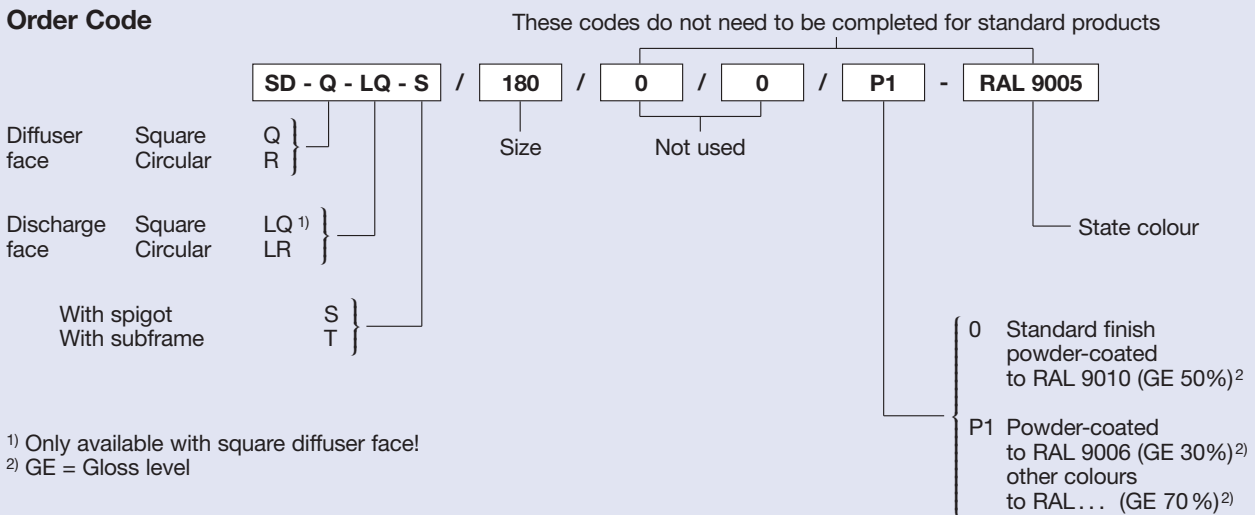 Order Code
These codes do not need to be completed for standard products
SD - Q - LQ - S / 180 / 0 / 0 / P1 - RAL 9005
Diffuser face Square Q
Circular R
Size
Not used
Discharge face Square LQ 1)
Circular LR
State colour
With spigot S
With subframe T
0 Standard finish
powder-coated
to RAL 9010 (GE 50%)2
P1 Powder-coated
to RAL 9006 (GE 30%)2)
other colours
to RAL... (GE 70%)2)
1) Only available with square diffuser face!
2) GE = Gloss level